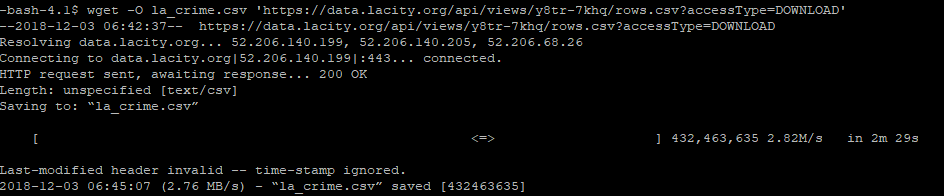 -bash-4.1$ wget -O la_crime.csv 'https://data.lacity.org/api/views/y8tr-7khq/rows.csv?accessType=DOWNLOAD'
--2018-12-03 06:42:37--  https://data.lacity.org/api/views/y8tr-7khq/rows.csv?accessType=DOWNLOAD
Resolving data.lacity.org... 52.206.140.199, 52.206.140.205, 52.206.68.26
Connecting to data.lacity.org|52.206.140.199|:443... connected.
HTTP request sent, awaiting response... 200 OK
Length: unspecified [text/csv]
Saving to: “la_crime.csv”
[ <=> ] 432,463,635 2.82M/s in 2m 29s
Last-modified header invalid -- time-stamp ignored.
2018-12-03 06:45:07 (2.76 MB/s) - “la_crime.csv” saved [432463635]